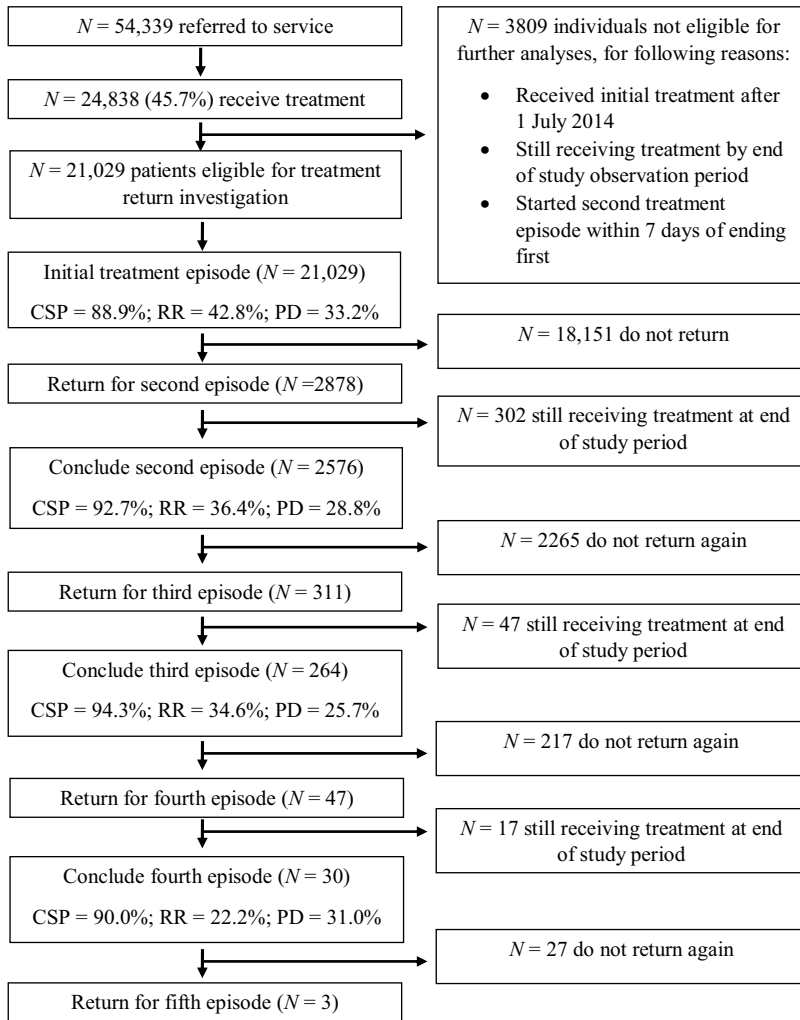 N = 54,339 referred to service
N = 24,838 (45.7%) receive treatment
N = 3809 individuals not eligible for
further analyses, for following reasons:
• Received initial treatment after
1 July 2014
• Still receiving treatment by end
of study observation period
• Started second treatment
episode within 7 days of ending
first
N = 21,029 patients eligible for treatment
return investigation
Initial treatment episode (N = 21,029)
CSP = 88.9%; RR = 42.8%; PD = 33.2%
N = 18,151 do not return
Return for second episode (N =2878)
N = 302 still receiving treatment at end
of study period
Conclude second episode (N = 2576)
CSP = 92.7%; RR = 36.4%; PD = 28.8%
N = 2265 do not return again
Return for third episode (N = 311)
N = 47 still receiving treatment at end
of study period
Conclude third episode (N = 264)
CSP = 94.3%; RR = 34.6%; PD = 25.7%
N = 217 do not return again
Return for fourth episode (N = 47)
N = 17 still receiving treatment at end
of study period
Conclude fourth episode (N = 30)
CSP = 90.0%; RR = 22.2%; PD = 31.0%
N = 27 do not return again
Return for fifth episode (N = 3)